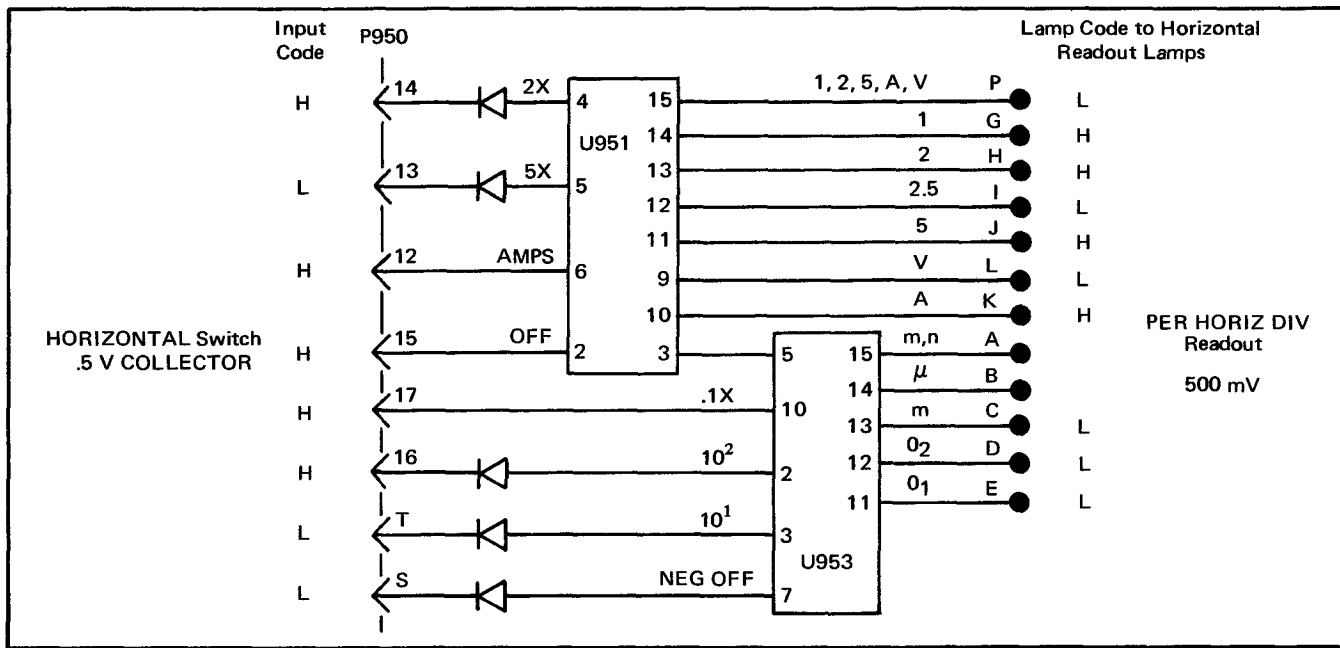 Input Code P950 Lamp Code to Horizontal Readout Lamps
H 14 2X 4 15 1, 2, 5, A, V P L
U951
14 1 G H
13 2 H H
L 13 5X 5
12 2.5 I L
11 5 J H
H 12 AMPS 6 9 V L L
10 A K H
HORIZONTAL Switch
.5 V COLLECTOR
PER HORIZ DIV
Readout
500 mV
H 15 OFF 2 3 5 15 m,n A
14 μ B
H 17 .1X 10 13 m C L
H 16 10² 2 12 0₂ D L
11 0₁ E L
L T 10¹ 3
U953
L S NEG OFF 7